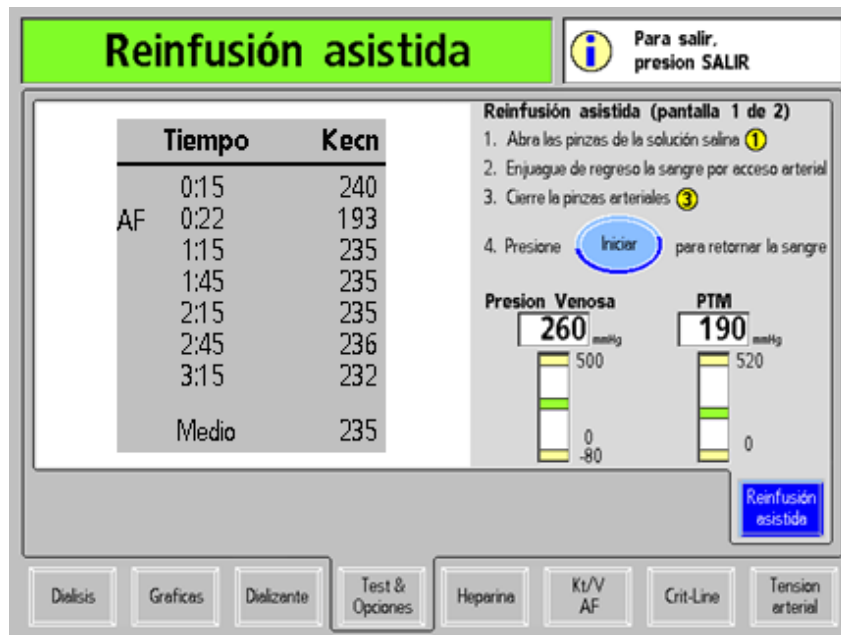 Reinfusión asistida
Para salir,
presion SALIR
Tiempo Kecn
0:15 240
AF 0:22 193
1:15 235
1:45 235
2:15 235
2:45 236
3:15 232
Medio 235
Reinfusión asistida (pantalla 1 de 2)
1. Abra las pinzas de la solución salina 1
2. Enjuague de regreso la sangre por acceso arterial
3. Cierre la pinzas arteriales 3
4. Presione Iniciar para retornar la sangre
Presion Venosa PTM
260 mmHg 190 mmHg
500 520
0 0
-80
Reinfusión
asistida
Dialisis Graficas Dializante Test &
Opciones Heparina Kt/V
AF Crit-Line Tension
arterial